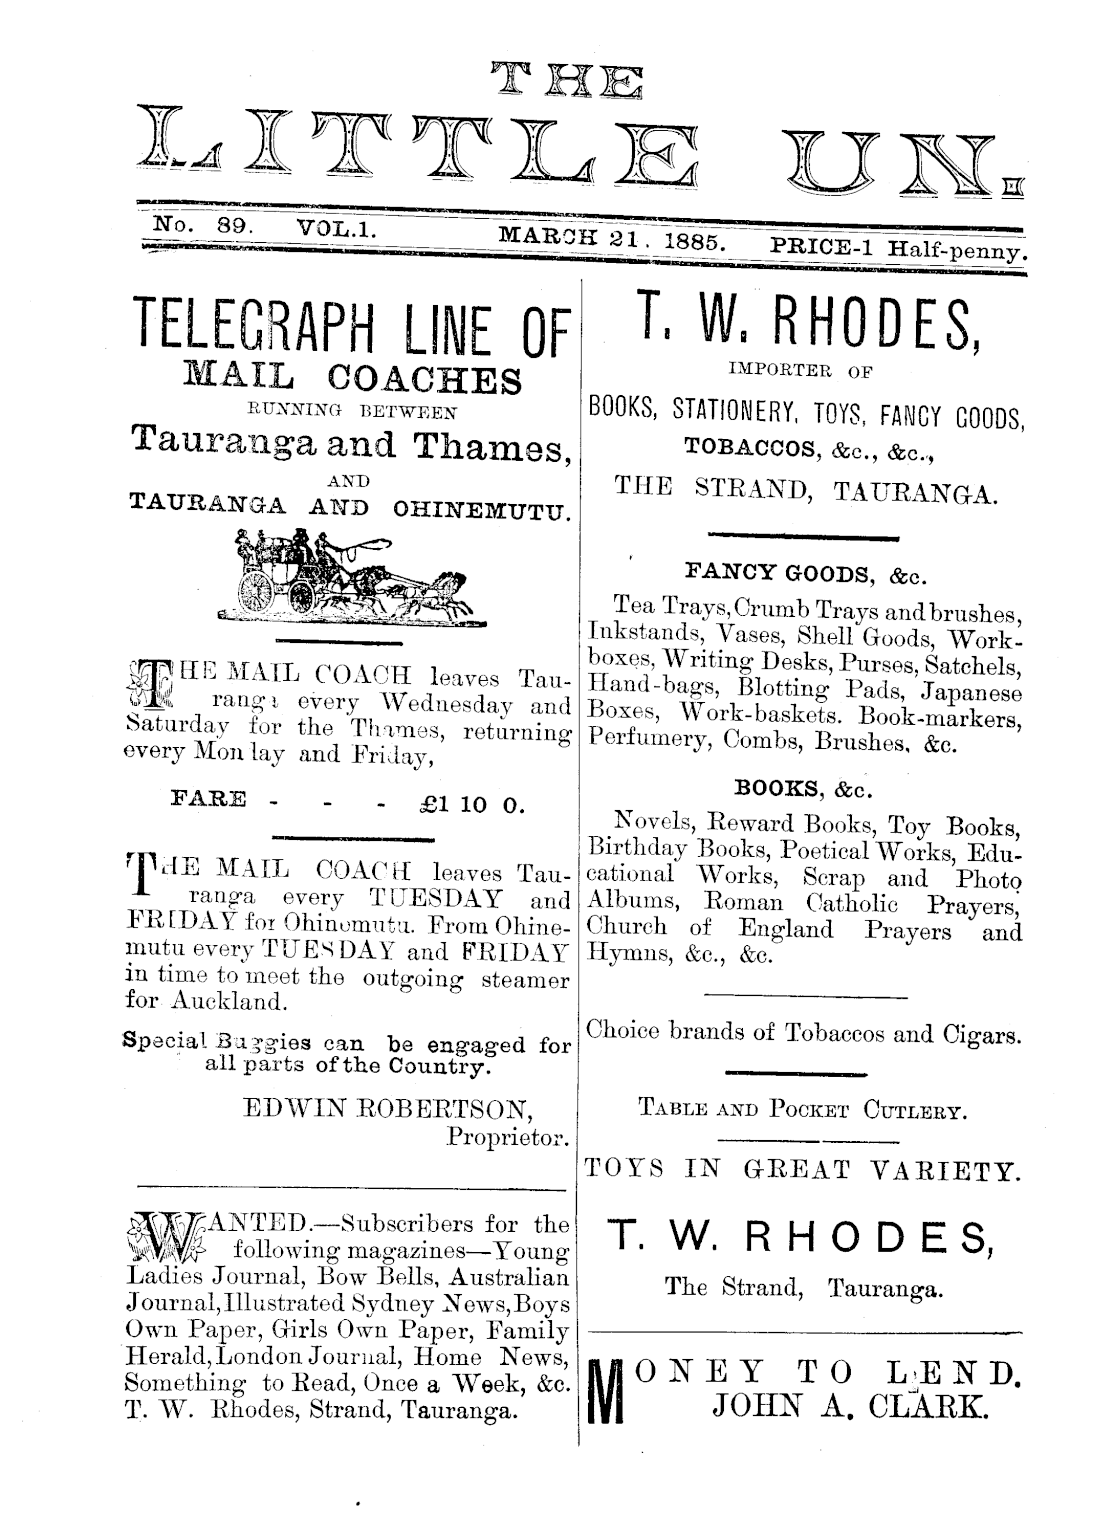 THE
LITTLE UN.
No. 89. VOL.1. MARCH 21. 1885. PRICE-1 Half-penny.
TELEGRAPH LINE OF
MAIL COACHES
RUNNING BETWEEN
Tauranga and Thames,
AND
TAURANGA AND OHINEMUTU.
THE MAIL COACH leaves Tau-
ranga every Wednesday and
Saturday for the Thames, returning
every Monday and Friday,
FARE - - - £1 10 0.
THE MAIL COACH leaves Tau-
ranga every TUESDAY and
FRIDAY for Ohinemutu. From Ohine-
mutu every TUESDAY and FRIDAY
in time to meet the outgoing steamer
for Auckland.
Special Buggies can be engaged for
all parts of the Country.
EDWIN ROBERTSON,
Proprietor.
WANTED.—Subscribers for the
following magazines—Young
Ladies Journal, Bow Bells, Australian
Journal, Illustrated Sydney News, Boys
Own Paper, Girls Own Paper, Family
Herald, London Journal, Home News,
Something to Read, Once a Week, &c.
T. W. Rhodes, Strand, Tauranga.
T. W. RHODES,
IMPORTER OF
BOOKS, STATIONERY, TOYS, FANCY GOODS,
TOBACCOS, &c., &c.,
THE STRAND, TAURANGA.
FANCY GOODS, &c.
Tea Trays, Crumb Trays and brushes,
Inkstands, Vases, Shell Goods, Work-
boxes, Writing Desks, Purses, Satchels,
Hand-bags, Blotting Pads, Japanese
Boxes, Work-baskets. Book-markers,
Perfumery, Combs, Brushes, &c.
BOOKS, &c.
Novels, Reward Books, Toy Books,
Birthday Books, Poetical Works, Edu-
cational Works, Scrap and Photo
Albums, Roman Catholic Prayers,
Church of England Prayers and
Hymns, &c., &c.
Choice brands of Tobaccos and Cigars.
TABLE AND POCKET CUTLERY.
TOYS IN GREAT VARIETY.
T. W. RHODES,
The Strand, Tauranga.
MONEY TO LEND.
JOHN A. CLARK.